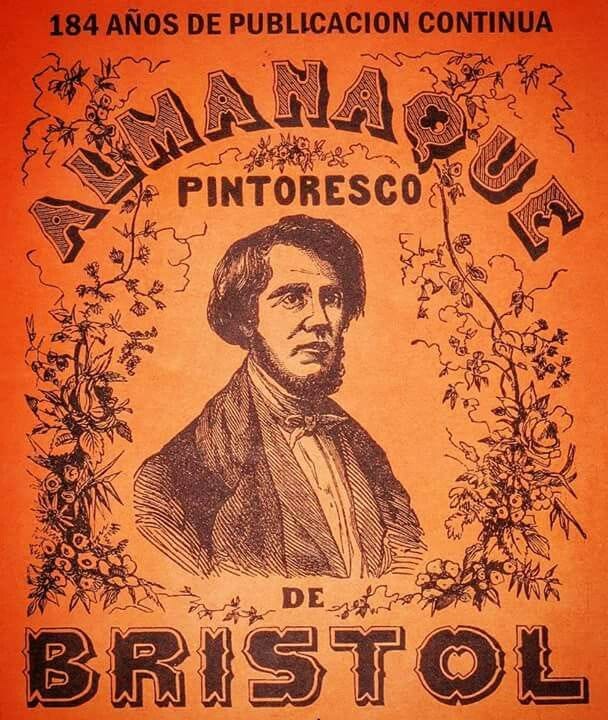 184 AÑOS DE PUBLICACION CONTINUA
ALMANAQUE
PINTORESCO
DE
BRISTOL